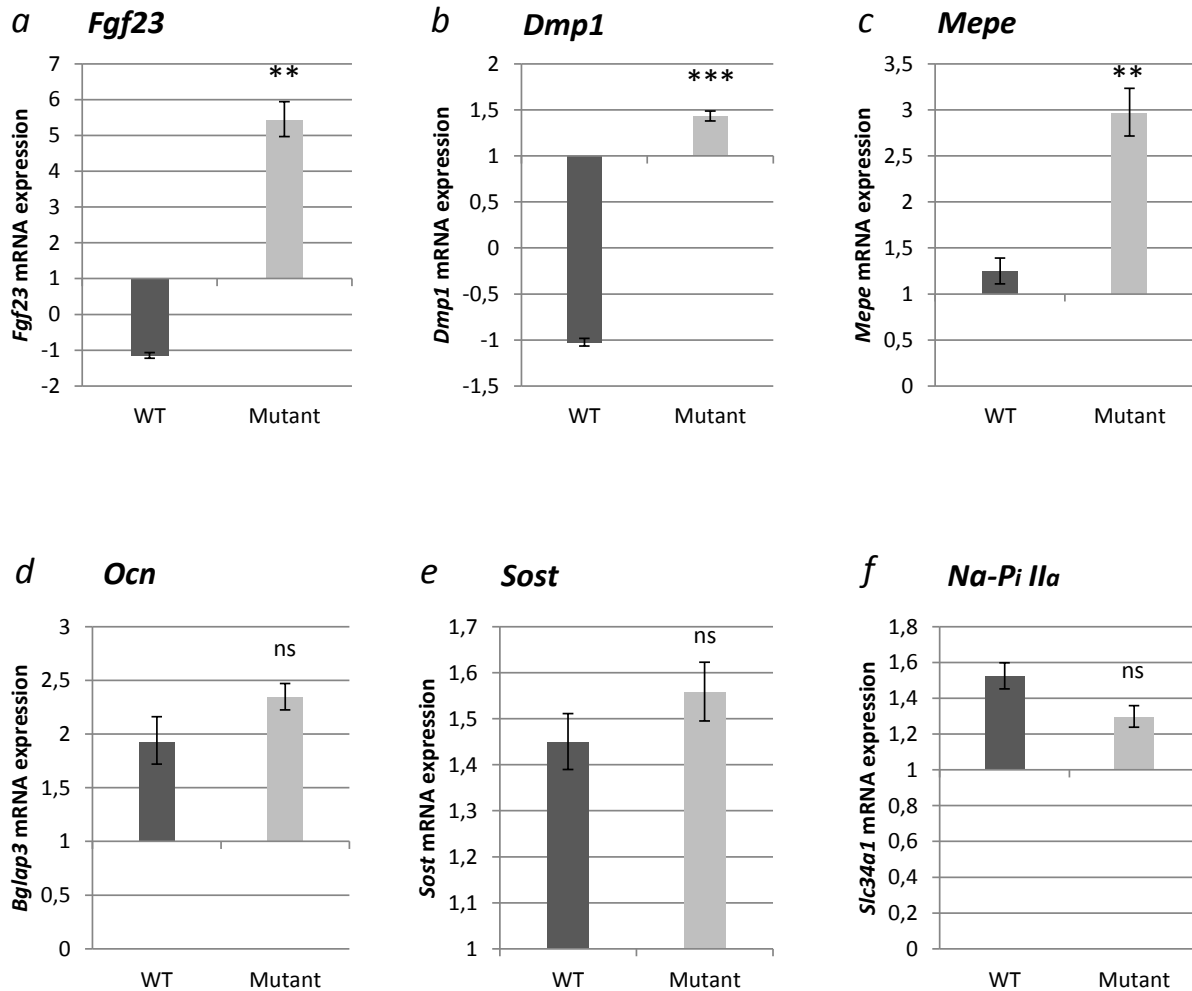 a Fgf23
Fgf23 mRNA expression
7
6
5
4
3
2
1
0
-1
-2
**
WT Mutant
b Dmp1
Dmp1 mRNA expression
2
1,5
1
0,5
0
-0,5
-1
-1,5
***
WT Mutant
c Mepe
Mepe mRNA expression
3,5
3
2,5
2
1,5
1
0,5
0
**
WT Mutant
d Ocn
Bglap3 mRNA expression
3
2,5
2
1,5
1
0,5
0
ns
WT Mutant
e Sost
Sost mRNA expression
1,7
1,6
1,5
1,4
1,3
1,2
1,1
1
ns
WT Mutant
f Na-Pi IIa
Slc34a1 mRNA expression
1,8
1,6
1,4
1,2
1
0,8
0,6
0,4
0,2
0
ns
WT Mutant